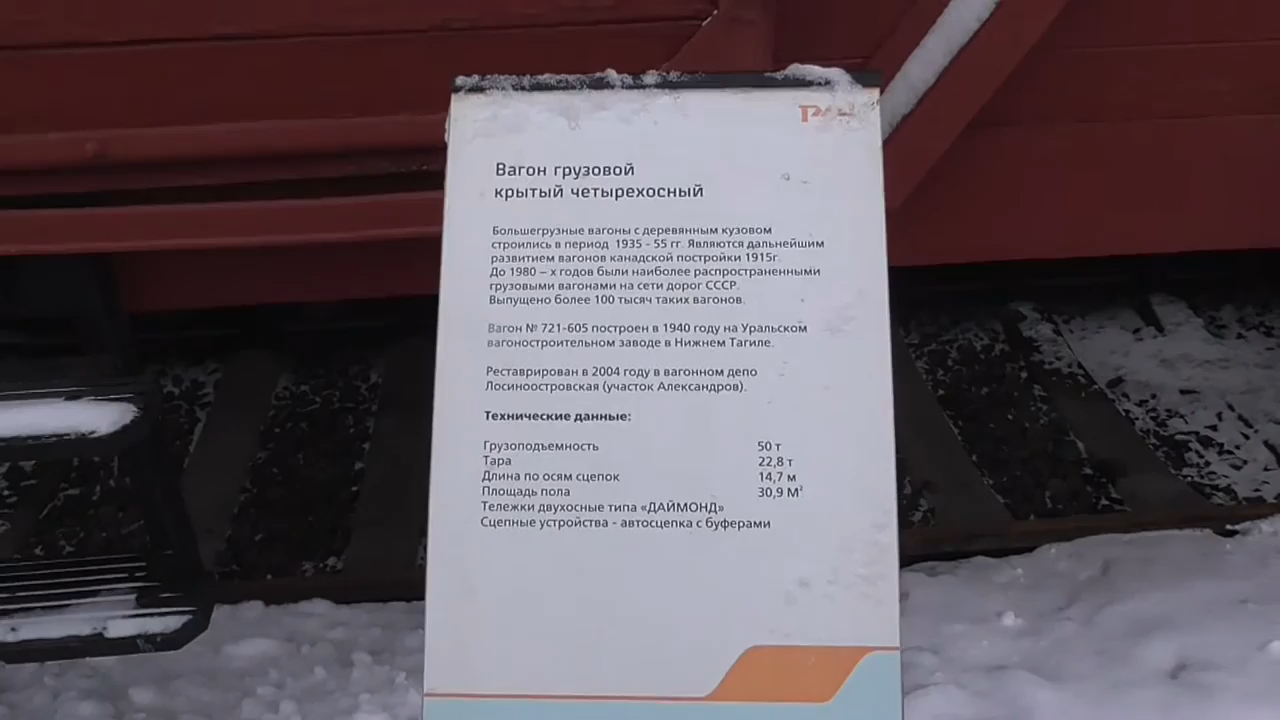 Вагон грузовой
крытый четырехосный
Большегрузные вагоны с деревянным кузовом
строились в период 1935 - 55 гг. Являются дальнейшим
развитием вагонов канадской постройки 1915г.
До 1980 – х годов были наиболее распространенными
грузовыми вагонами на сети дорог СССР.
Выпущено более 100 тысяч таких вагонов.
Вагон № 721-605 построен в 1940 году на Уральском
вагоностроительном заводе в Нижнем Тагиле.
Реставрирован в 2004 году в вагонном депо
Лосиноостровская (участок Александров).
Технические данные:
Грузоподъемность 50 т
Тара 22,8 т
Длина по осям сцепок 14,7 м
Площадь пола 30,9 М²
Тележки двухосные типа «ДАЙМОНД»
Сцепные устройства - автосцепка с буферами